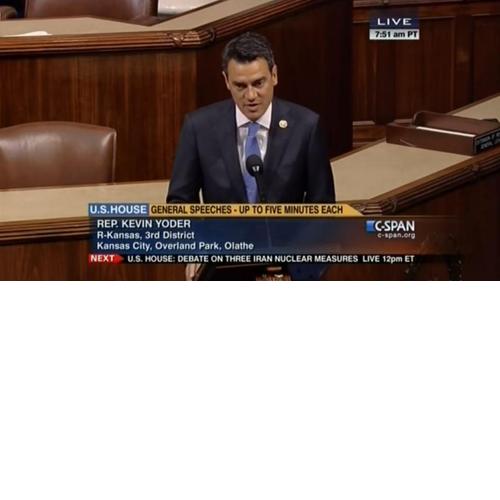 LIVE
7:51 am PT
U.S.HOUSE GENERAL SPEECHES - UP TO FIVE MINUTES EACH
REP. KEVIN YODER
R-Kansas, 3rd District
Kansas City, Overland Park, Olathe
C-SPAN
c-span.org
NEXT U.S. HOUSE: DEBATE ON THREE IRAN NUCLEAR MEASURES LIVE 12pm ET